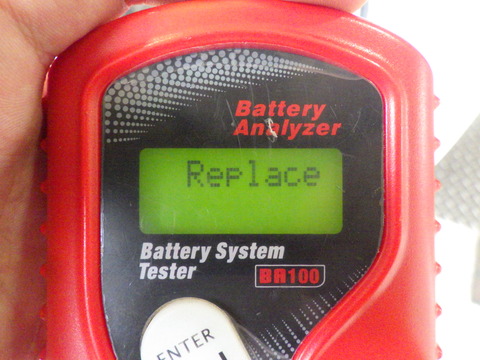 Battery
Analyzer
Replace
Battery System
Tester
BA100
ENTER